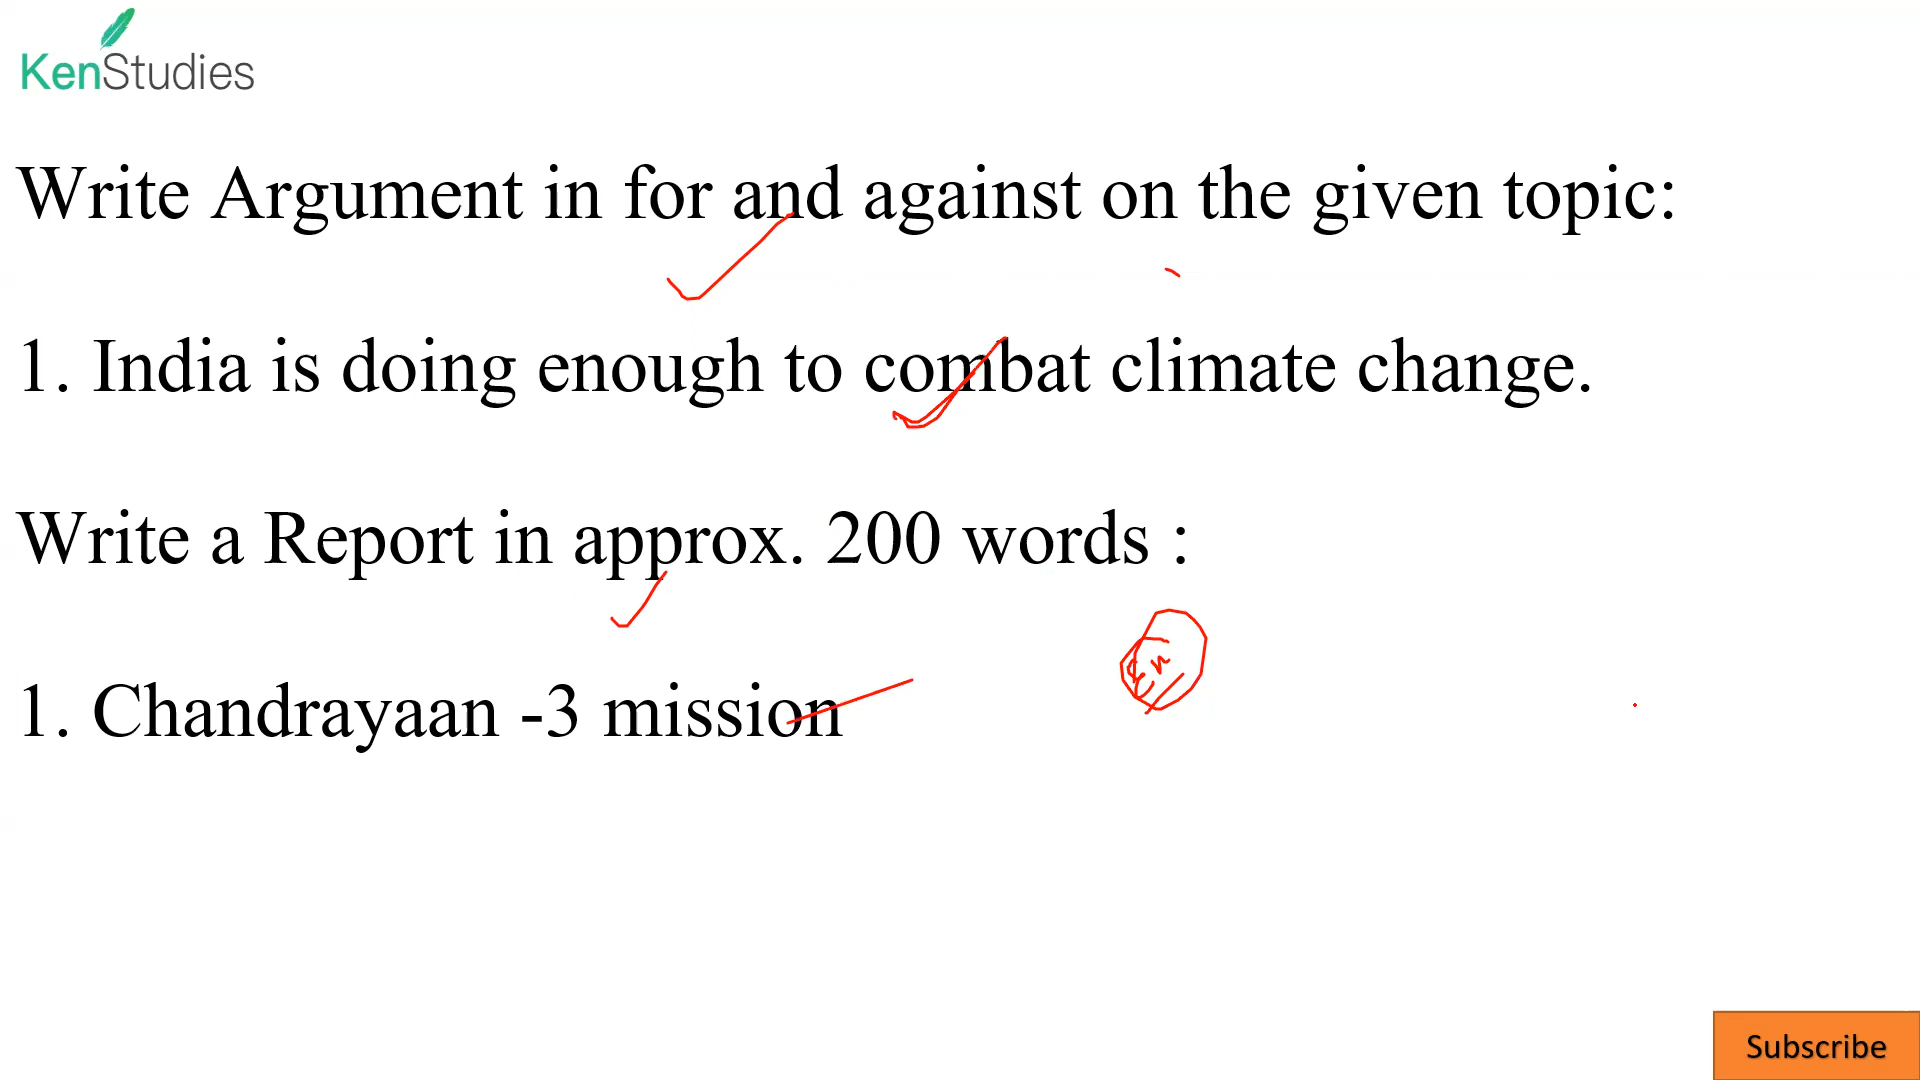 KenStudies
Write Argument in for and against on the given topic:
1. India is doing enough to combat climate change.
Write a Report in approx. 200 words :
1. Chandrayaan -3 mission
Subscribe